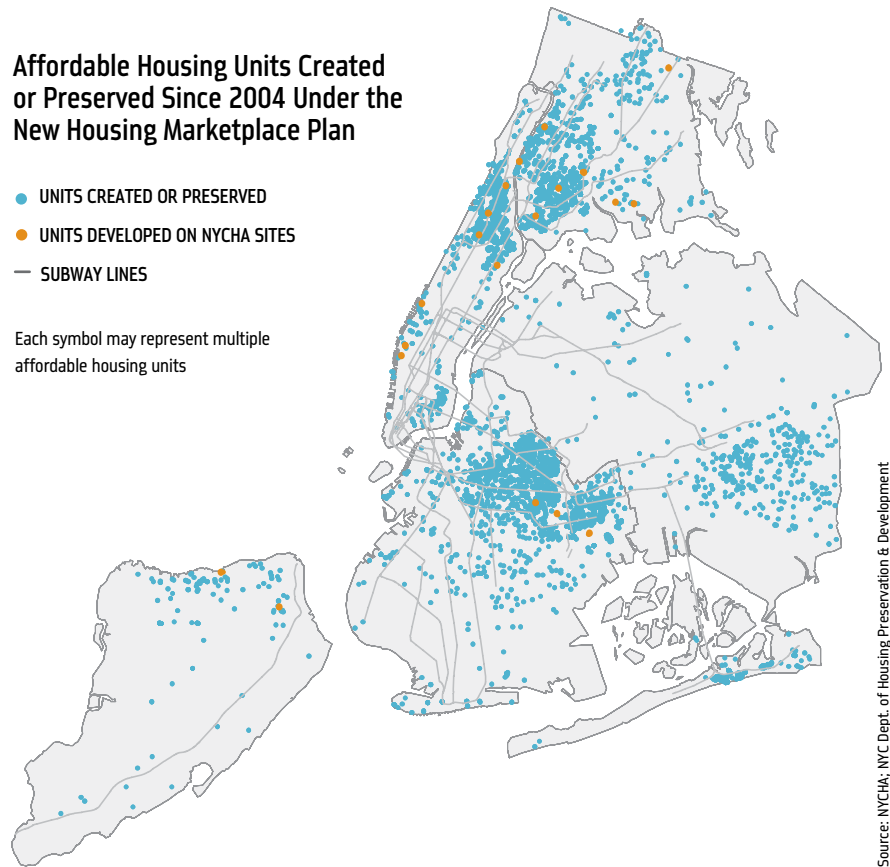 Affordable Housing Units Created
or Preserved Since 2004 Under the
New Housing Marketplace Plan
UNITS CREATED OR PRESERVED
UNITS DEVELOPED ON NYCHA SITES
SUBWAY LINES
Each symbol may represent multiple
affordable housing units
Source: NYCHA; NYC Dept. of Housing Preservation & Development